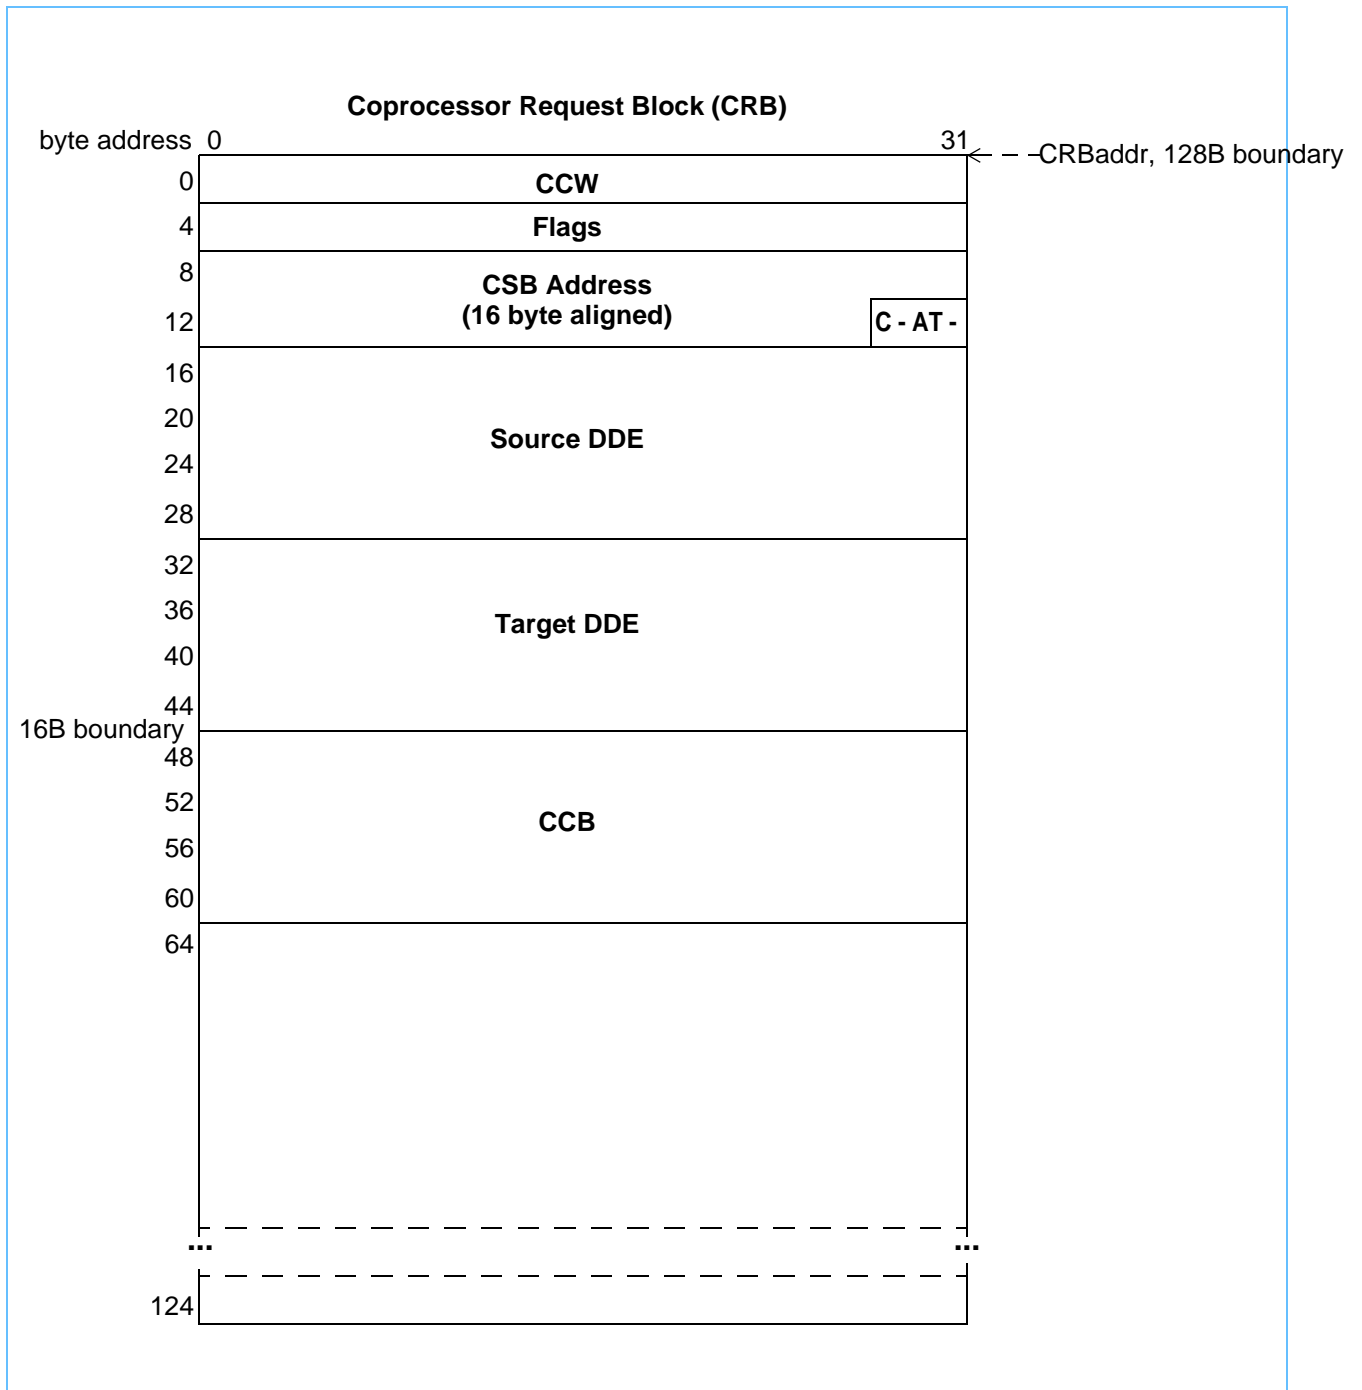 Coprocessor Request Block (CRB)
byte address 0 31
CRBaddr, 128B boundary
0 CCW
4 Flags
8 CSB Address
(16 byte aligned)
12 C - AT -
16
20
Source DDE
24
28
32
36
Target DDE
40
44
16B boundary
48
52
CCB
56
60
64
... ...
124